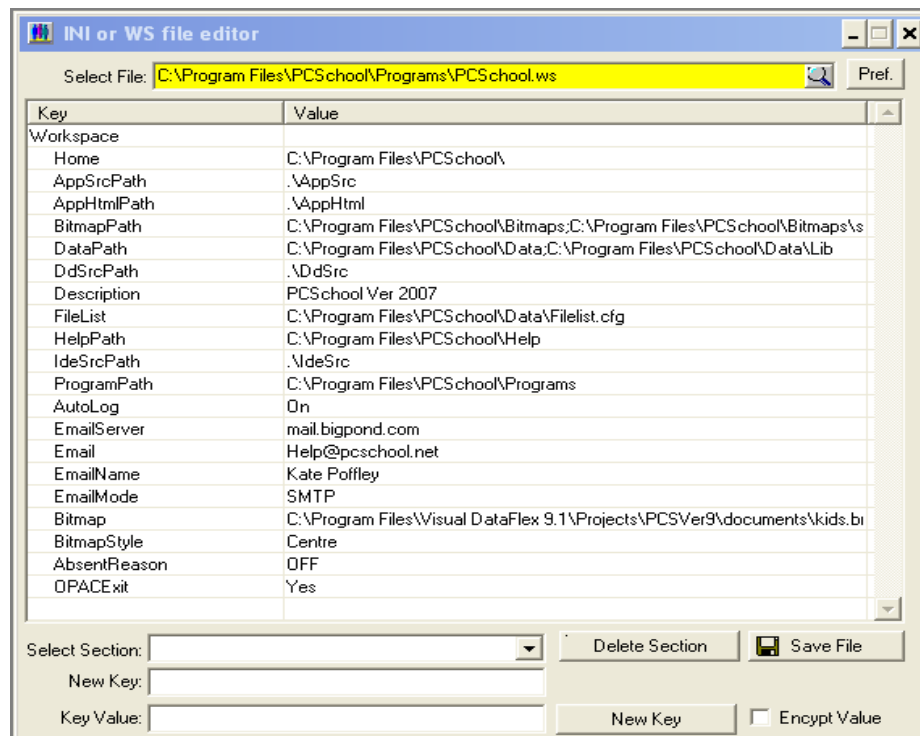 INI or WS file editor
Select File: C:\Program Files\PCSchool\Programs\PCSchool.ws Pref.
Key Value
Workspace
Home C:\Program Files\PCSchool\
AppSrcPath .\AppSrc
AppHtmlPath .\AppHtml
BitmapPath C:\Program Files\PCSchool\Bitmaps;C:\Program Files\PCSchool\Bitmaps\s
DataPath C:\Program Files\PCSchool\Data;C:\Program Files\PCSchool\Data\Lib
DdSrcPath .\DdSrc
Description PCSchool Ver 2007
FileList C:\Program Files\PCSchool\Data\Filelist.cfg
HelpPath C:\Program Files\PCSchool\Help
IdeSrcPath .\IdeSrc
ProgramPath C:\Program Files\PCSchool\Programs
AutoLog On
EmailServer mail.bigpond.com
Email Help@pcschool.net
EmailName Kate Poffley
EmailMode SMTP
Bitmap C:\Program Files\Visual DataFlex 9.1\Projects\PCSVer9\documents\kids.b
BitmapStyle Centre
AbsentReason OFF
OPACExit Yes
Select Section: Delete Section Save File
New Key:
Key Value: New Key Encypt Value